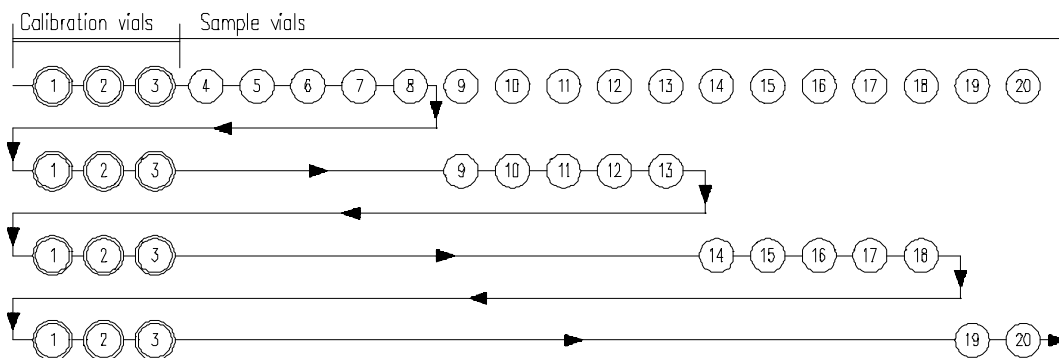 Calibration vials Sample vials
1 2 3 4 5 6 7 8 9 10 11 12 13 14 15 16 17 18 19 20
1 2 3 9 10 11 12 13
1 2 3 14 15 16 17 18
1 2 3 19 20